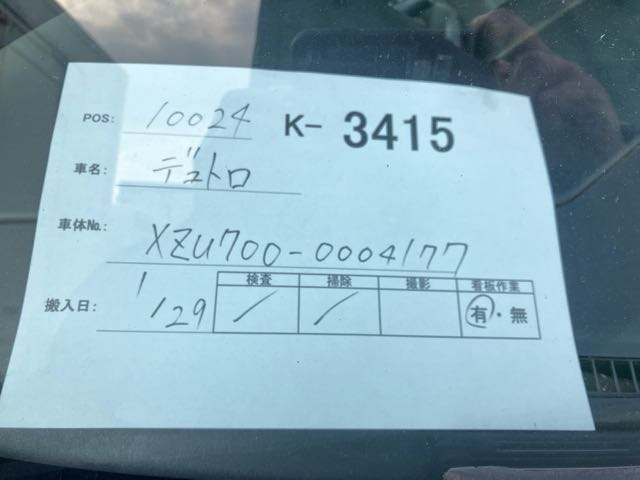 POS: 10024 K- 3415
車名: デュトロ
車体No.: XZU700-0004177
検査 掃除 撮影 看板作業
搬入日: 1/29 / / 有・無